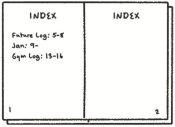 INDEX
Future Log: 5-8
Jan: 9-
Gym Log: 13-16
1
INDEX
2